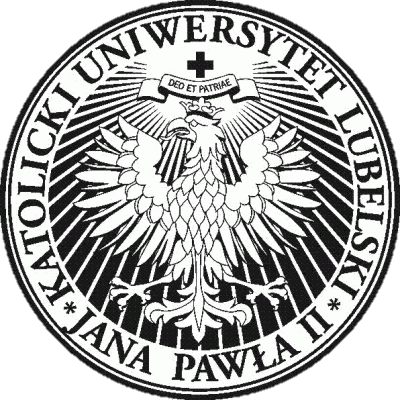 KATOLICKI UNIWERSYTET LUBELSKI
* JANA PAWŁA II *
DEO ET PATRIAE